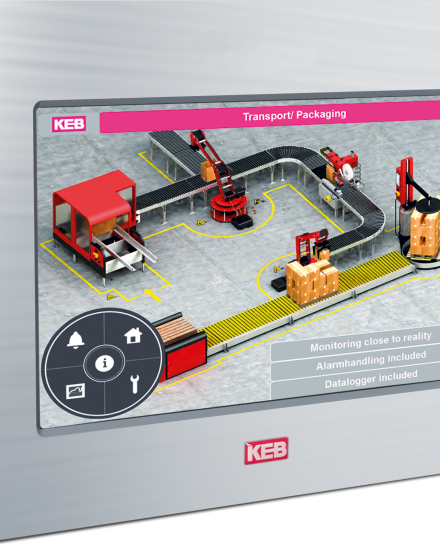 KEB
Transport/ Packaging
Monitoring close to reality
Alarmhandling included
Datalogger included
i
KEB